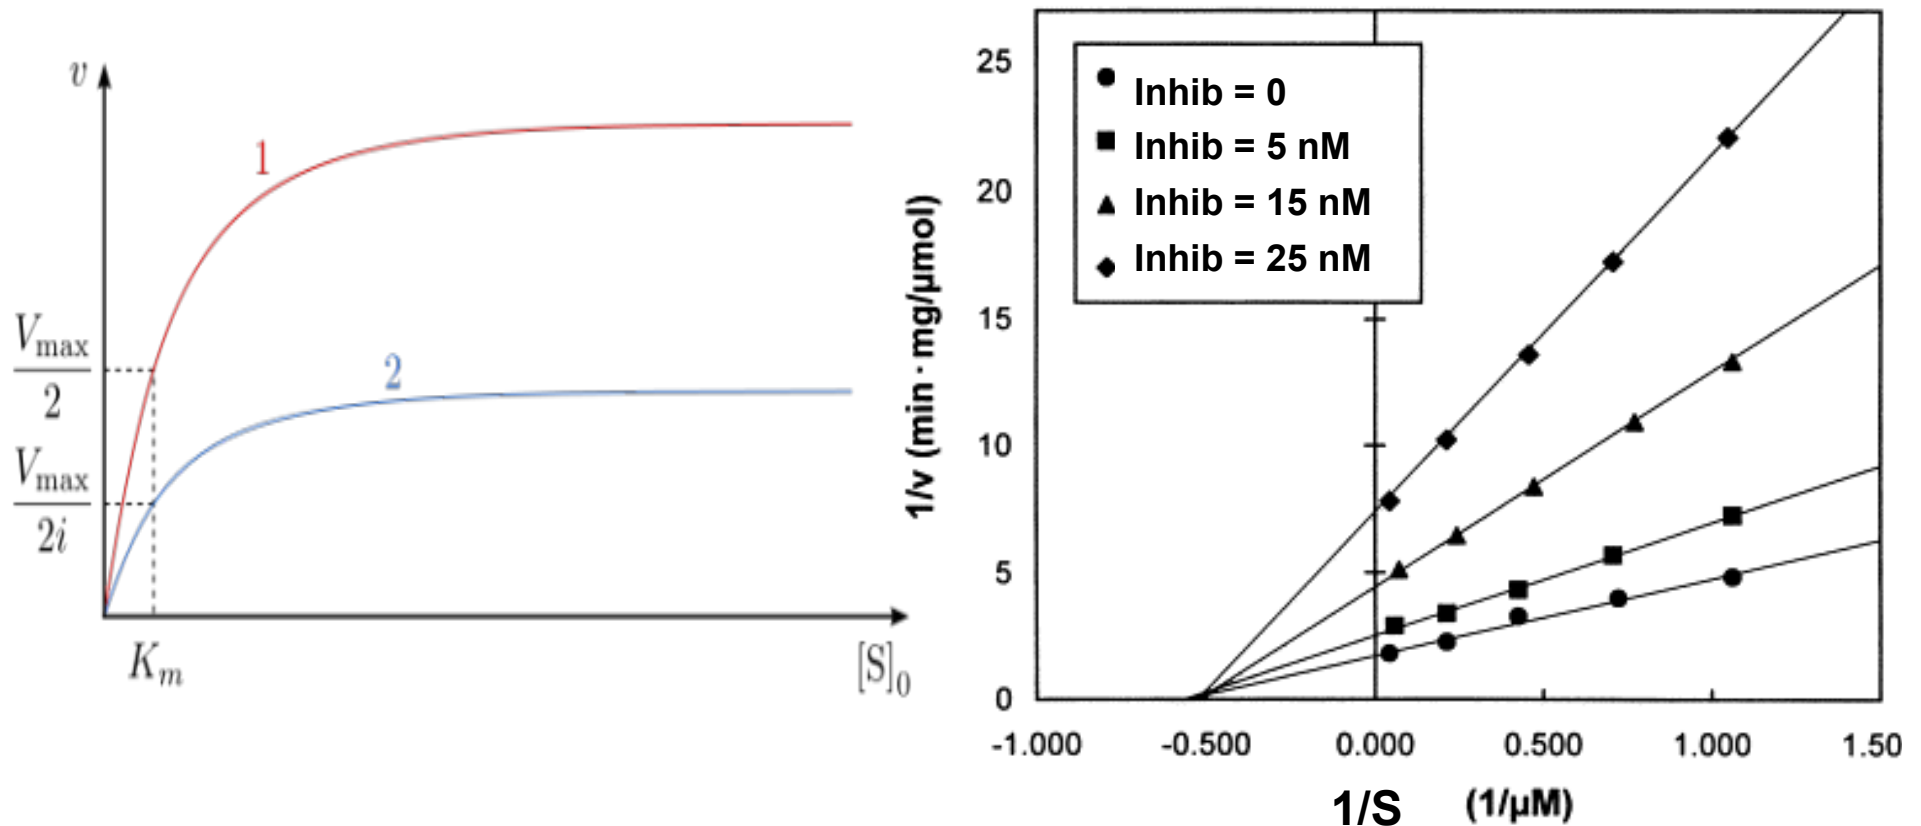 v
1
2
Vmax
2
Vmax
2i
Km
[S]0
Inhib = 0
Inhib = 5 nM
Inhib = 15 nM
Inhib = 25 nM
1/v (min · mg/μmol)
25
20
15
10
5
0
-1.000 -0.500 0.000 0.500 1.000 1.50
1/S (1/μM)